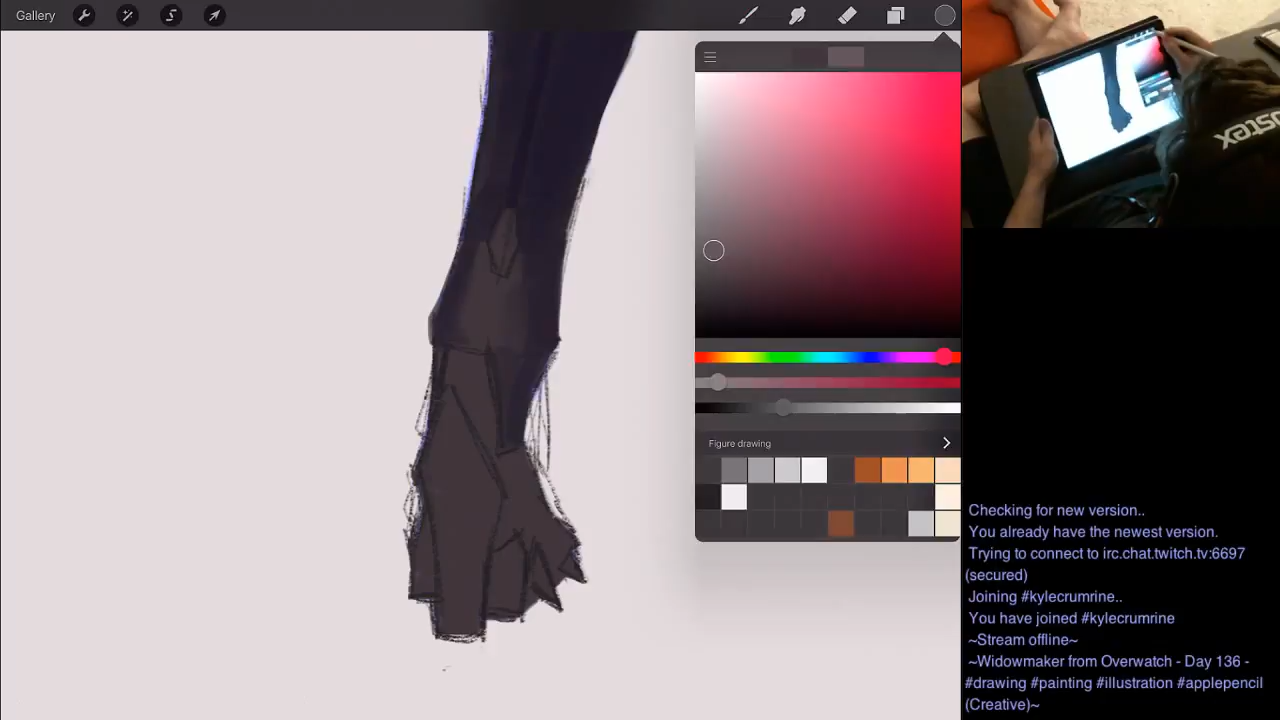 Gallery
Figure drawing
ustex
Checking for new version..
You already have the newest version.
Trying to connect to irc.chat.twitch.tv:6697
(secured)
Joining #kylecrumrine..
You have joined #kylecrumrine
~Stream offline~
~Widowmaker from Overwatch - Day 136 -
#drawing #painting #illustration #applepencil
(Creative)~